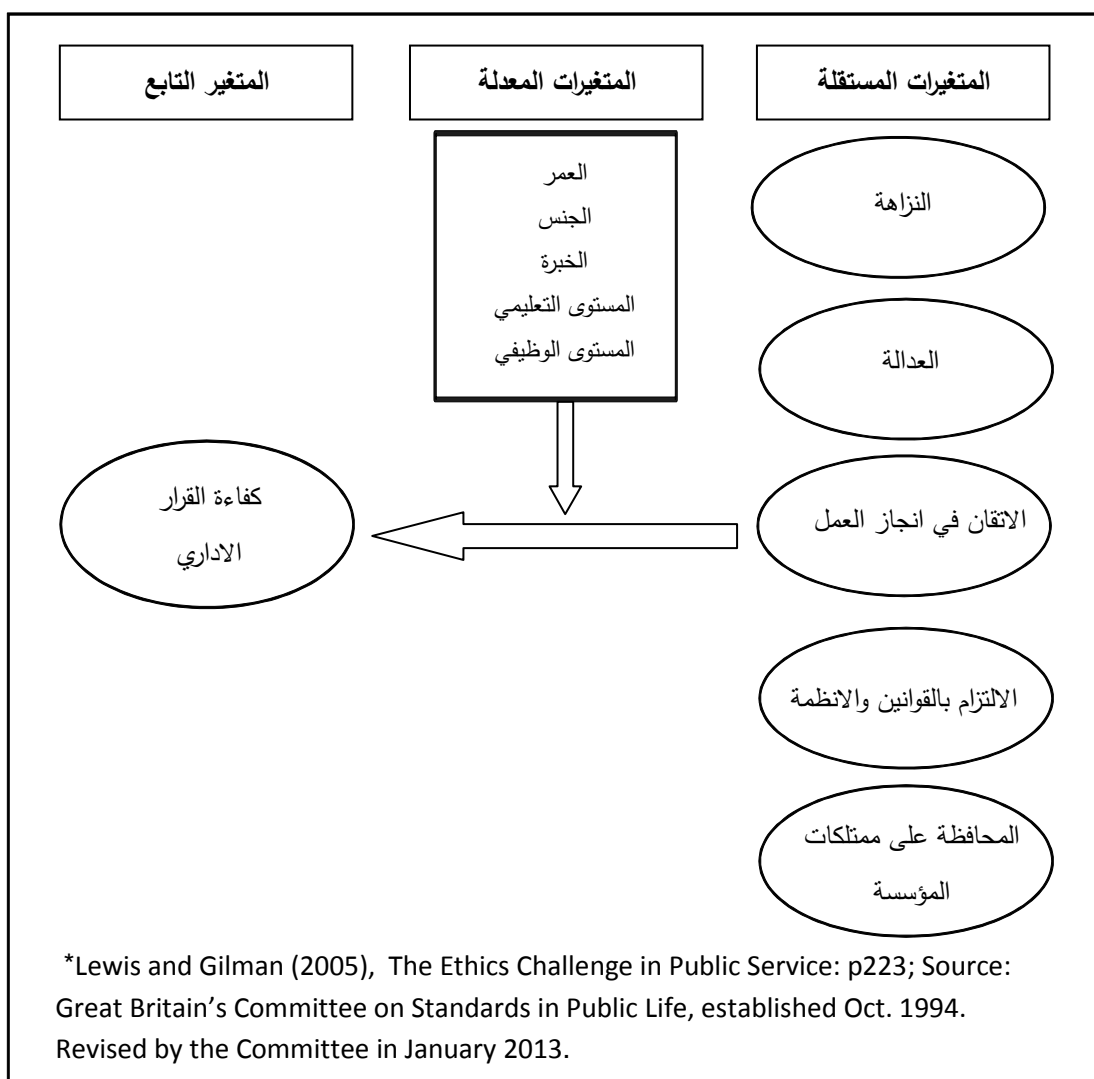 المتغيرات المستقلة
المتغيرات المعدلة
المتغير التابع
النزاهة
العدالة
الاتقان في انجاز العمل
الالتزام بالقوانين والانظمة
المحافظة على ممتلكات
المؤسسة
العمر
الجنس
الخبرة
المستوى التعليمي
المستوى الوظيفي
كفاءة القرار
الاداري
*Lewis and Gilman (2005), The Ethics Challenge in Public Service: p223; Source:
Great Britain’s Committee on Standards in Public Life, established Oct. 1994.
Revised by the Committee in January 2013.